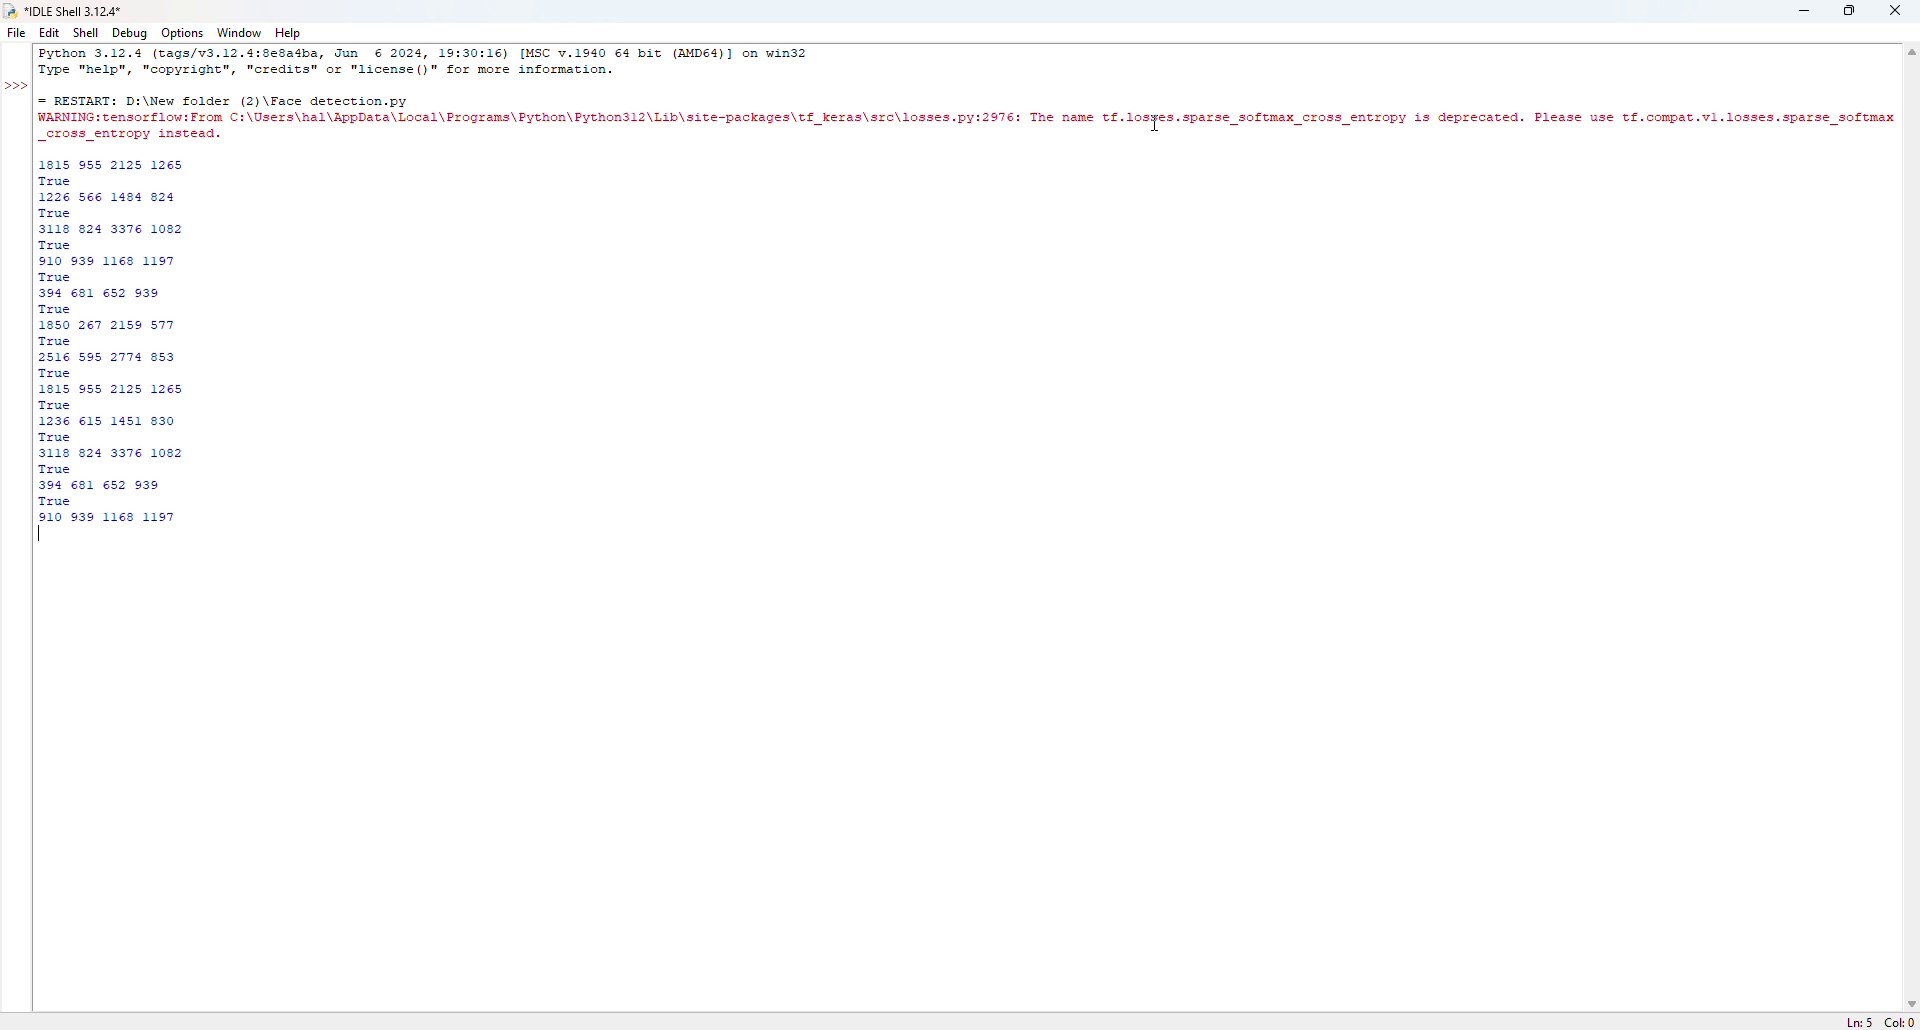 *IDLE Shell 3.12.4*
File Edit Shell Debug Options Window Help
Python 3.12.4 (tags/v3.12.4:8e8a4ba, Jun  6 2024, 19:30:16) [MSC v.1940 64 bit (AMD64)] on win32
Type "help", "copyright", "credits" or "license()" for more information.
>>>
= RESTART: D:\New folder (2)\Face detection.py
WARNING:tensorflow:From C:\Users\hal\AppData\Local\Programs\Python\Python312\Lib\site-packages\tf_keras\src\losses.py:2976: The name tf.losses.sparse_softmax_cross_entropy is deprecated. Please use tf.compat.v1.losses.sparse_softmax
_cross_entropy instead.
1815 955 2125 1265
True
1226 566 1484 824
True
3118 824 3376 1082
True
910 939 1168 1197
True
394 681 652 939
True
1850 267 2159 577
True
2516 595 2774 853
True
1815 955 2125 1265
True
1236 615 1451 830
True
3118 824 3376 1082
True
394 681 652 939
True
910 939 1168 1197
Ln: 5 Col: 0